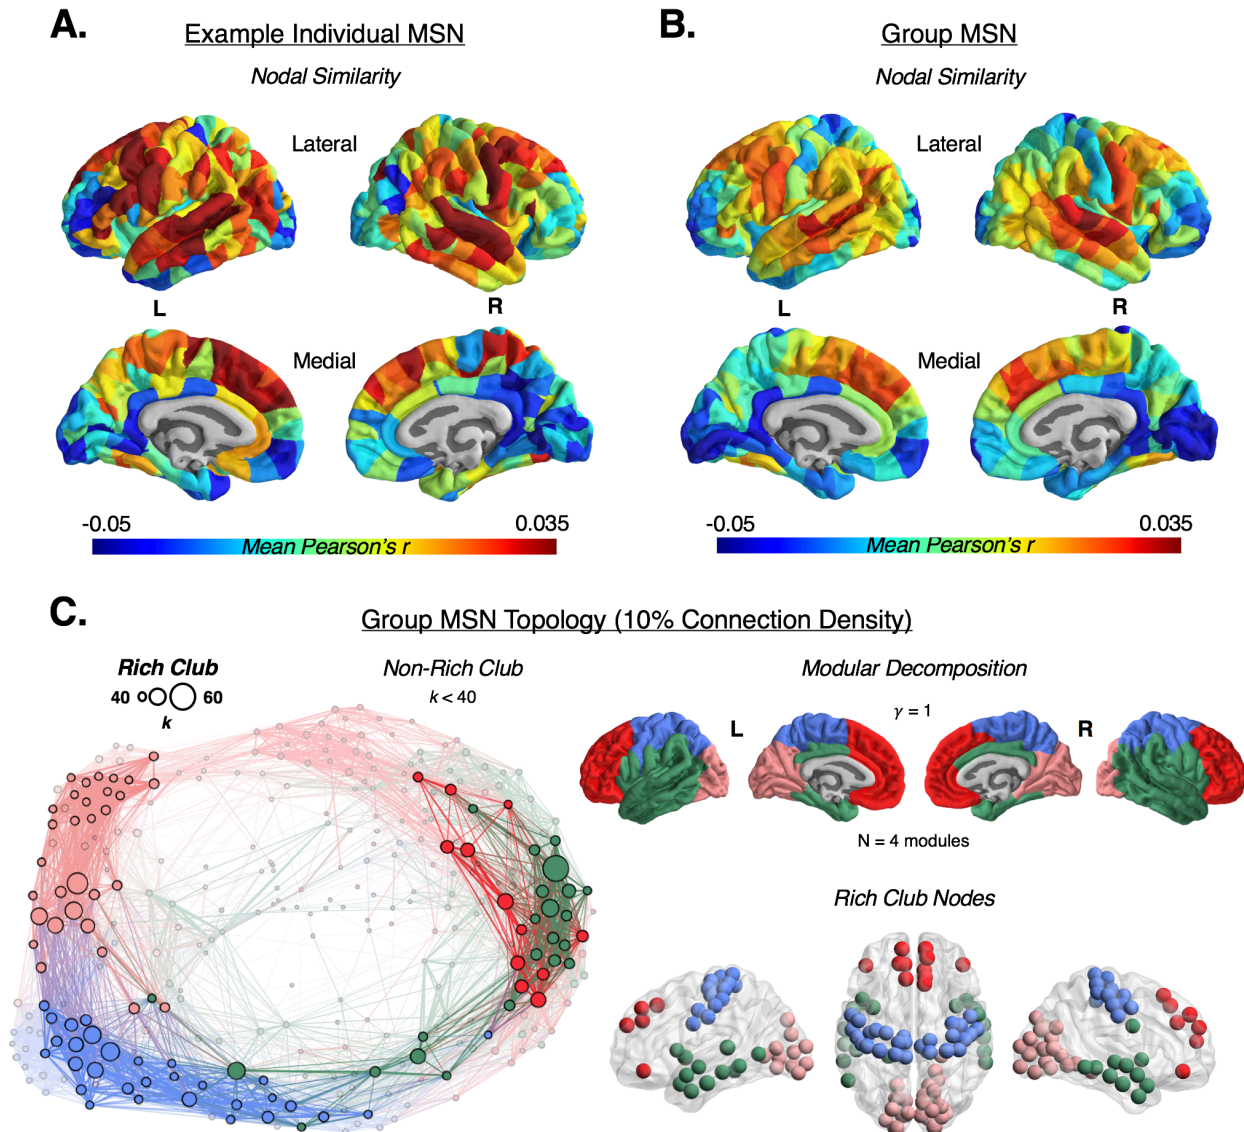 A.
Example Individual MSN
Nodal Similarity
Lateral
L
R
Medial
-0.05
0.035
Mean Pearson's r
B.
Group MSN
Nodal Similarity
Lateral
L
R
Medial
-0.05
0.035
Mean Pearson's r
C.
Group MSN Topology (10% Connection Density)
Rich Club
40
60
k
Non-Rich Club
k < 40
Modular Decomposition
γ = 1
L
R
N = 4 modules
Rich Club Nodes